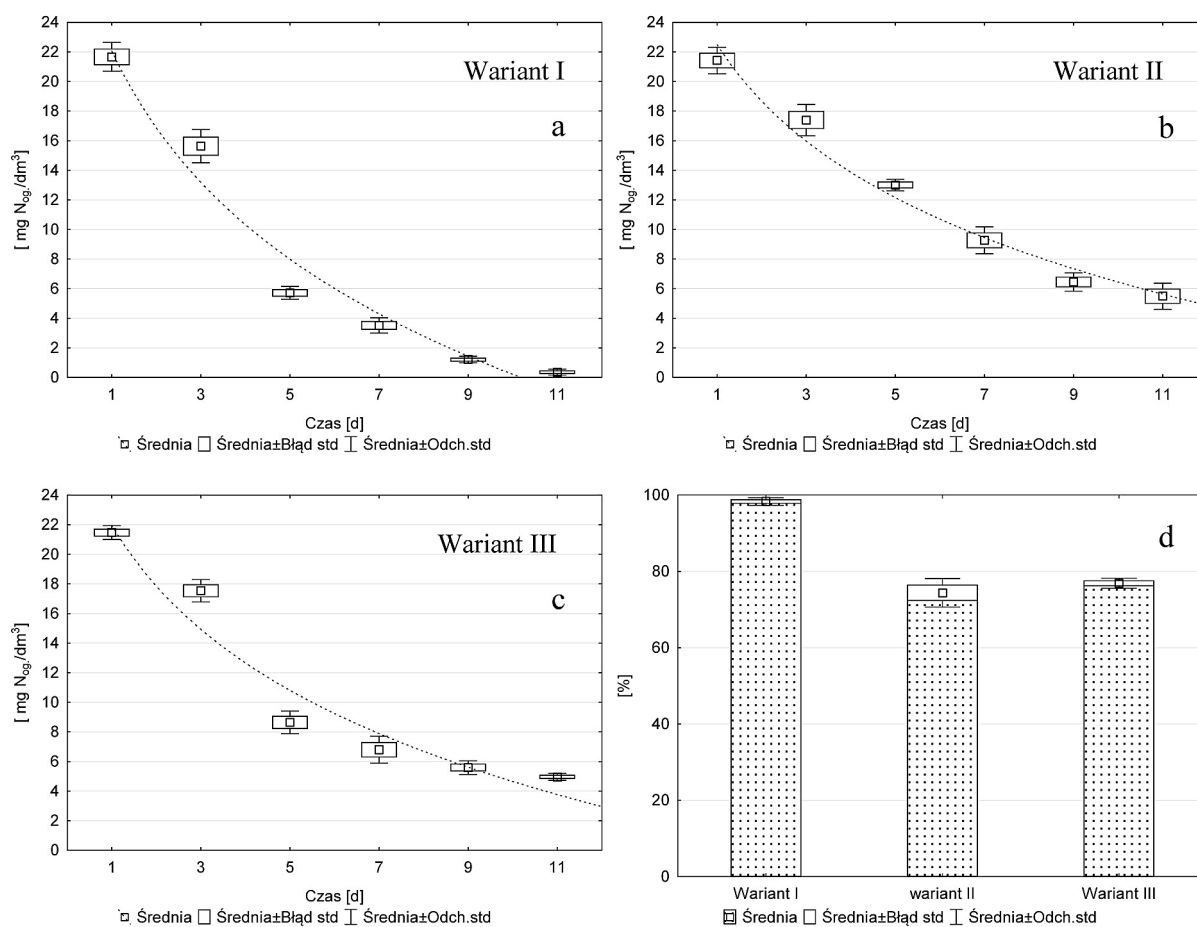 24
22
20
18
16
14
12
10
8
6
4
2
0
[ mg Nog./dm³]
Wariant I
a
1 3 5 7 9 11
Czas [d]
Średnia Średnia±Błąd std Średnia±Odch.std
24
22
20
18
16
14
12
10
8
6
4
2
0
[ mg Nog./dm³]
Wariant II
b
1 3 5 7 9 11
Czas [d]
Średnia Średnia±Błąd std Średnia±Odch.std
24
22
20
18
16
14
12
10
8
6
4
2
0
[ mg Nog./dm³]
Wariant III
c
1 3 5 7 9 11
Czas [d]
Średnia Średnia±Błąd std Średnia±Odch.std
100
80
60
40
20
0
[%]
d
Wariant I wariant II Wariant III
Średnia Średnia±Błąd std Średnia±Odch.std